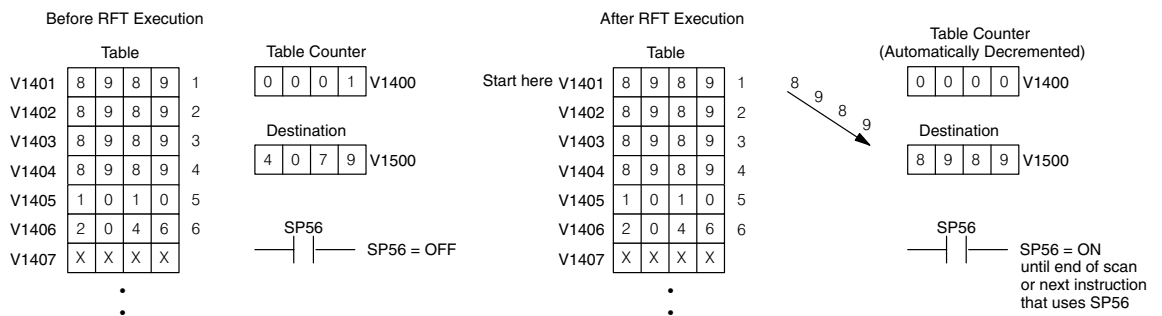 Before RFT Execution
Table
Table Counter
V1401 8 9 8 9 1
0 0 0 1 V1400
V1402 8 9 8 9 2
V1403 8 9 8 9 3
Destination
V1404 8 9 8 9 4
4 0 7 9 V1500
V1405 1 0 1 0 5
V1406 2 0 4 6 6
SP56
SP56 = OFF
V1407 X X X X
After RFT Execution
Table
Table Counter
(Automatically Decremented)
Start here V1401 8 9 8 9 1
8 9 8 9
0 0 0 0 V1400
V1402 8 9 8 9 2
V1403 8 9 8 9 3
Destination
V1404 8 9 8 9 4
8 9 8 9 V1500
V1405 1 0 1 0 5
V1406 2 0 4 6 6
SP56
V1407 X X X X
SP56 = ON
until end of scan
or next instruction
that uses SP56